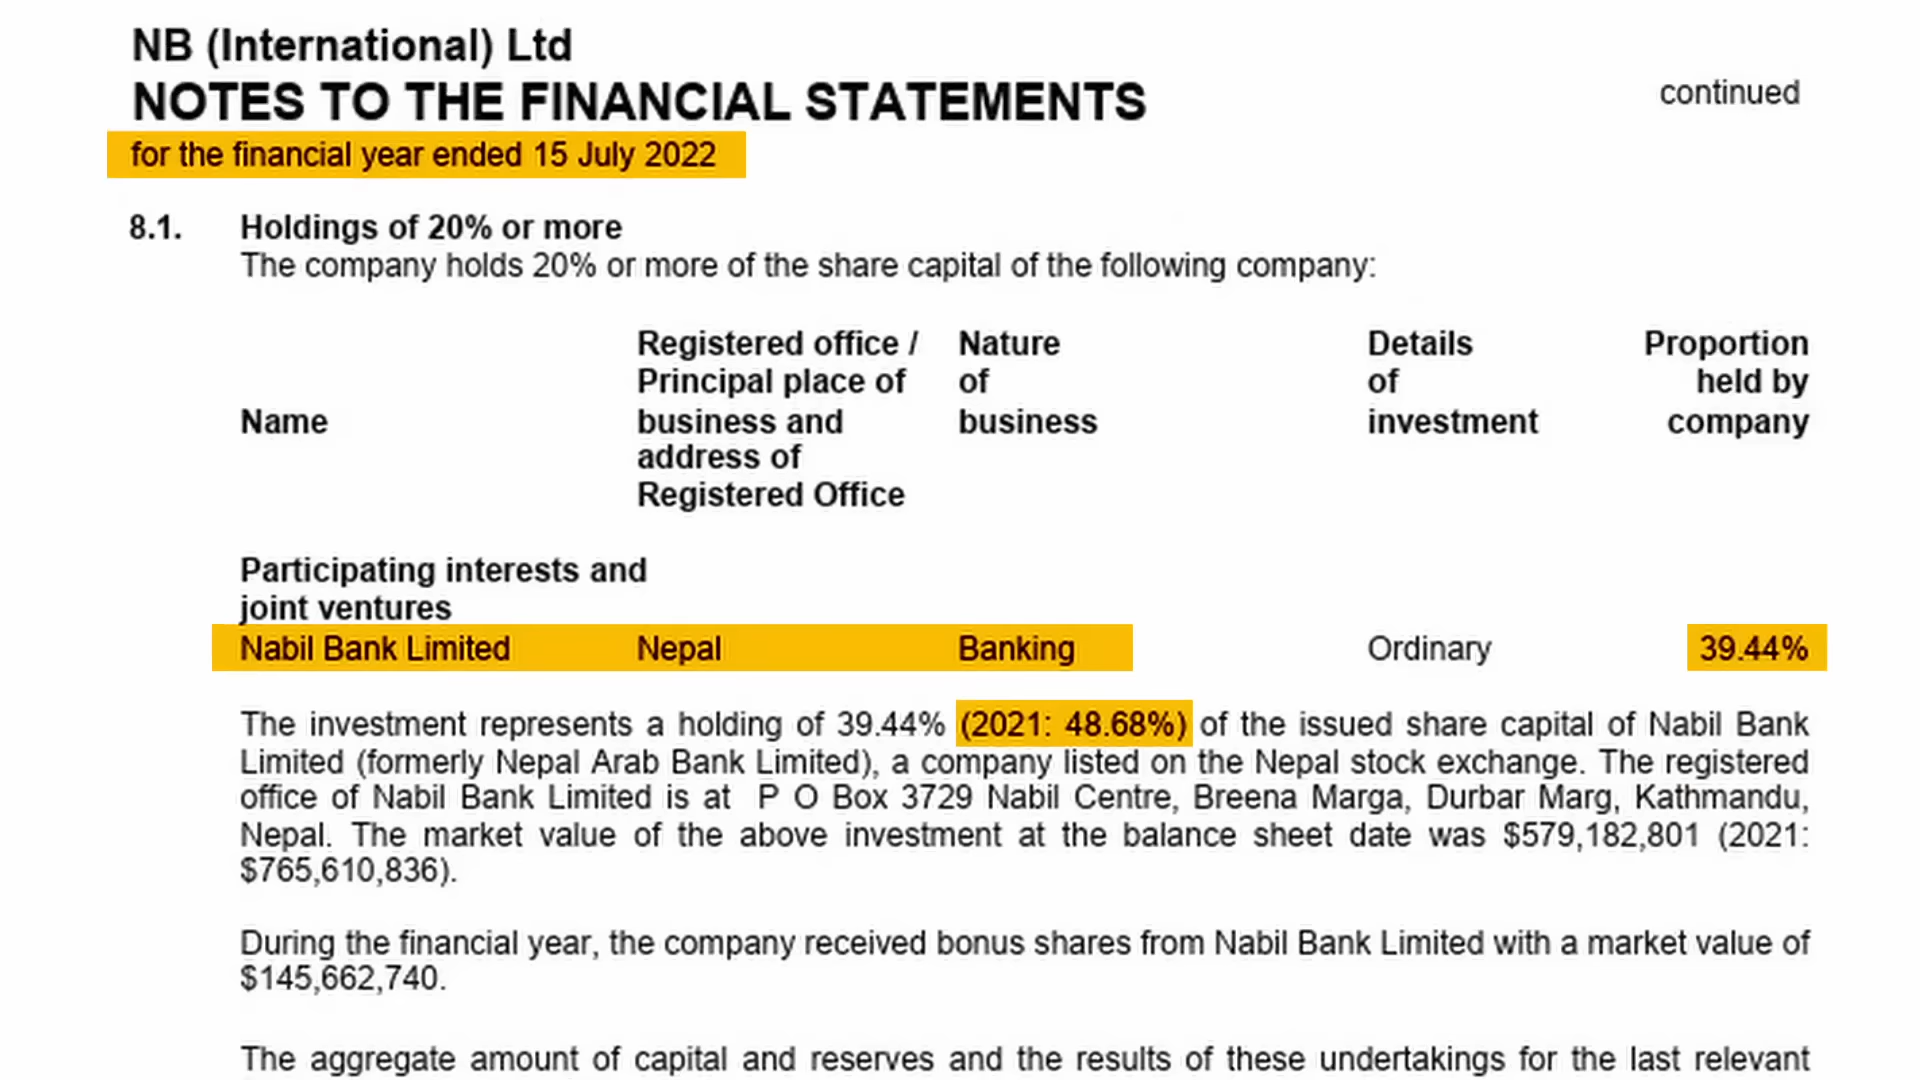 NB (International) Ltd
NOTES TO THE FINANCIAL STATEMENTS
continued
for the financial year ended 15 July 2022
8.1. Holdings of 20% or more
The company holds 20% or more of the share capital of the following company:
Registered office / Nature Details Proportion
Principal place of of of held by
Name business and business investment company
address of
Registered Office
Participating interests and
joint ventures
Nabil Bank Limited Nepal Banking Ordinary 39.44%
The investment represents a holding of 39.44% (2021: 48.68%) of the issued share capital of Nabil Bank
Limited (formerly Nepal Arab Bank Limited), a company listed on the Nepal stock exchange. The registered
office of Nabil Bank Limited is at P O Box 3729 Nabil Centre, Breena Marga, Durbar Marg, Kathmandu,
Nepal. The market value of the above investment at the balance sheet date was $579,182,801 (2021:
$765,610,836).
During the financial year, the company received bonus shares from Nabil Bank Limited with a market value of
$145,662,740.
The aggregate amount of capital and reserves and the results of these undertakings for the last relevant